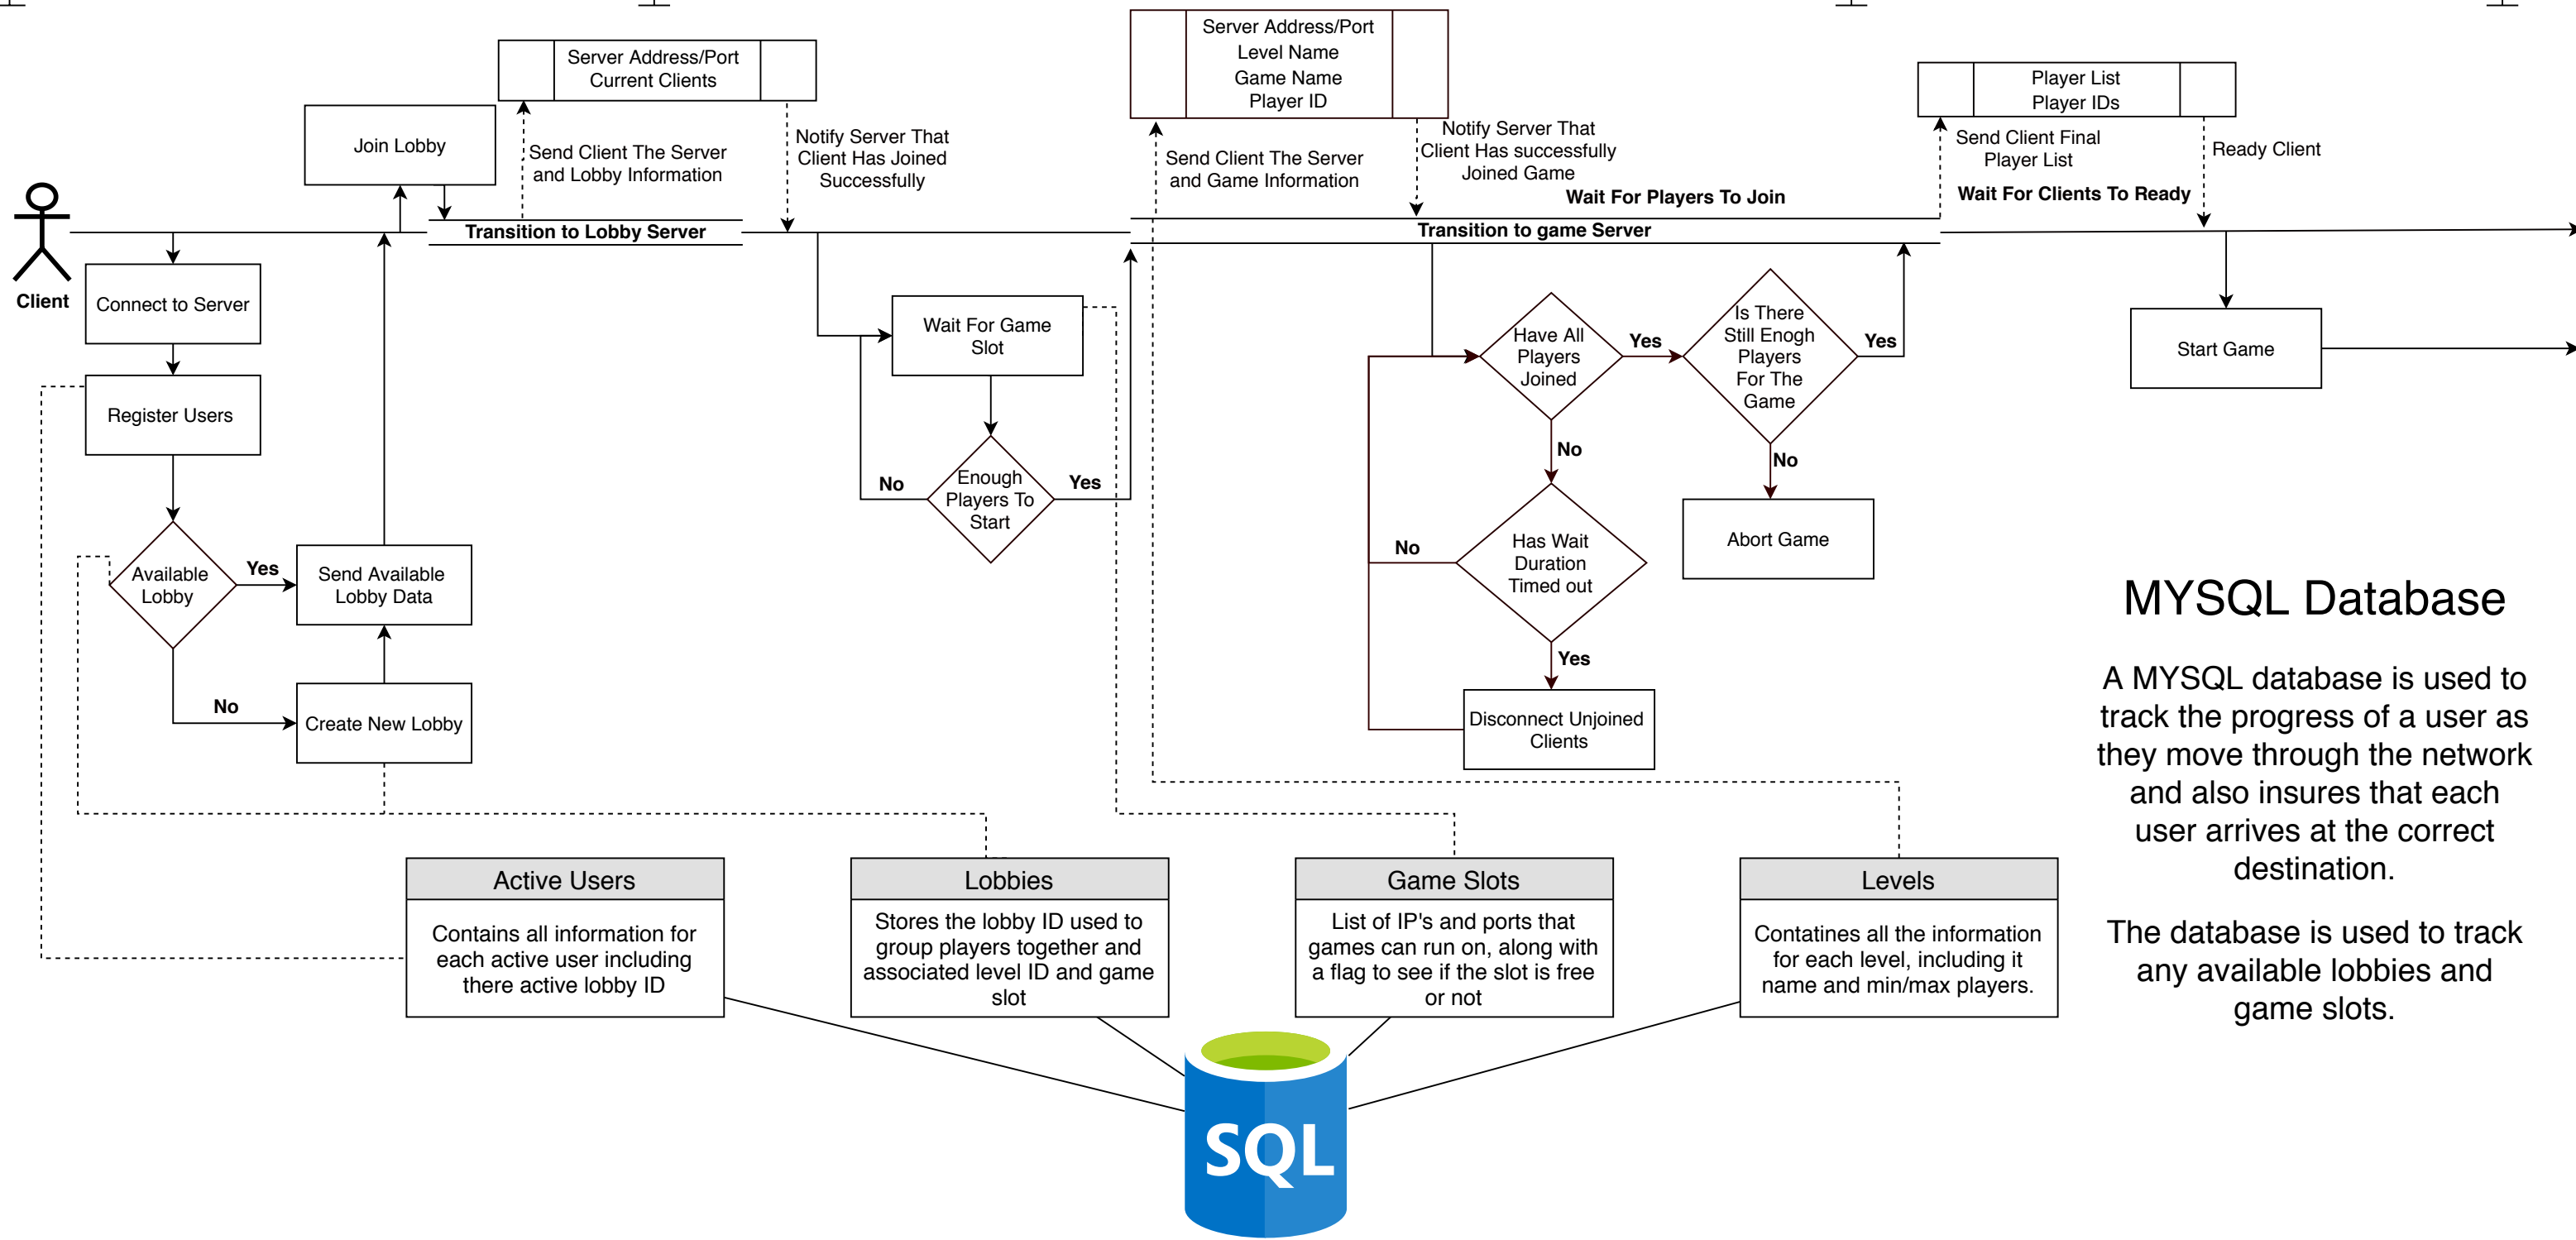 Server Address/Port
Current Clients
Server Address/Port
Level Name
Game Name
Player ID
Player List
Player IDs
Join Lobby
Send Client The Server
and Lobby Information
Notify Server That
Client Has Joined
Successfully
Send Client The Server
and Game Information
Notify Server That
Client Has successfully
Joined Game
Wait For Players To Join
Send Client Final
Player List
Wait For Clients To Ready
Ready Client
Transition to Lobby Server
Transition to game Server
Client
Connect to Server
Register Users
Available
Lobby
Yes
No
Send Available
Lobby Data
Create New Lobby
Wait For Game
Slot
Enough
Players To
Start
No
Yes
Have All
Players
Joined
Yes
No
Is There
Still Enogh
Players
For The
Game
Yes
No
Abort Game
Has Wait
Duration
Timed out
No
Yes
Disconnect Unjoined
Clients
Start Game
MYSQL Database
A MYSQL database is used to
track the progress of a user as
they move through the network
and also insures that each
user arrives at the correct
destination.
The database is used to track
any available lobbies and
game slots.
Active Users
Contains all information for
each active user including
there active lobby ID
Lobbies
Stores the lobby ID used to
group players together and
associated level ID and game
slot
Game Slots
List of IP's and ports that
games can run on, along with
a flag to see if the slot is free
or not
Levels
Contatines all the information
for each level, including it
name and min/max players.
SQL